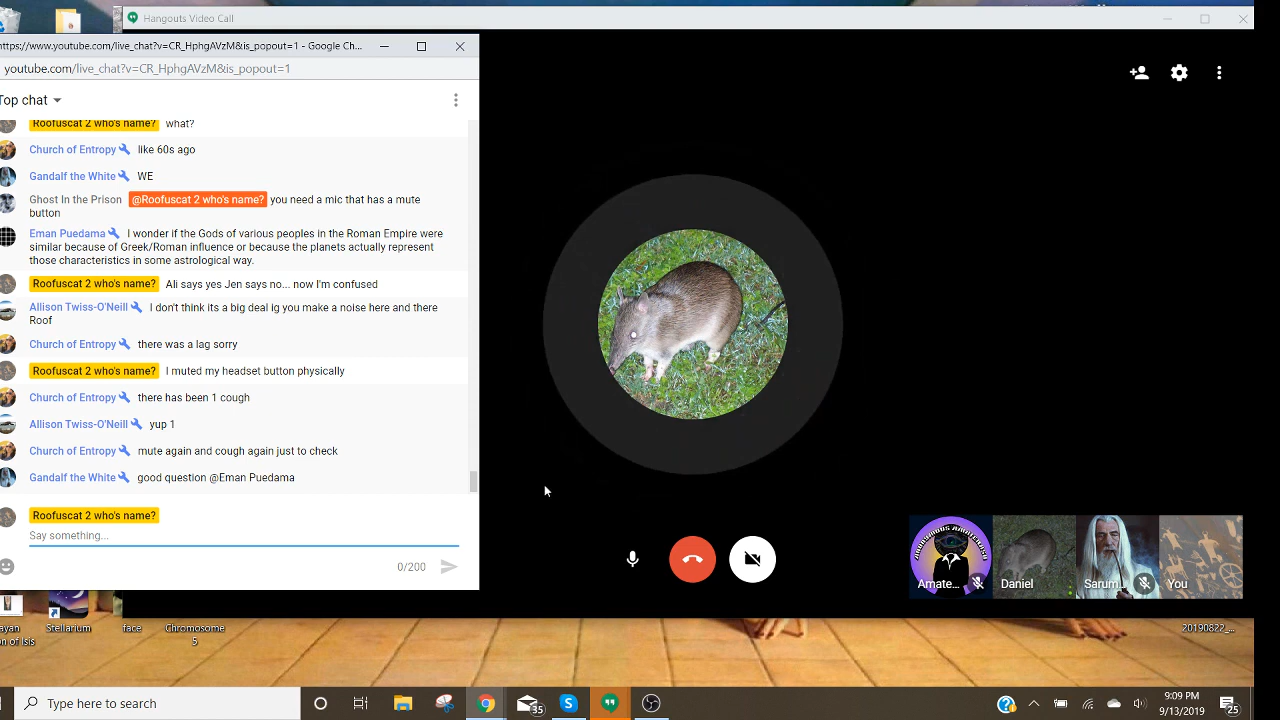 Hangouts Video Call
https://www.youtube.com/live_chat?v=CR_HphgAVzM&is_popout=1 - Google Ch...
youtube.com/live_chat?v=CR_HphgAVzM&is_popout=1
Top chat
Roofuscat 2 who's name? what?
Church of Entropy like 60s ago
Gandalf the White WE
Ghost In the Prison @Roofuscat 2 who's name? you need a mic that has a mute
button
Eman Puedama I wonder if the Gods of various peoples in the Roman Empire were
similar because of Greek/Roman influence or because the planets actually represent
those characteristics in some astrological way.
Roofuscat 2 who's name? Ali says yes Jen says no... now I'm confused
Allison Twiss-O'Neill I don't think its a big deal ig you make a noise here and there
Roof
Church of Entropy there was a lag sorry
Roofuscat 2 who's name? I muted my headset button physically
Church of Entropy there has been 1 cough
Allison Twiss-O'Neill yup 1
Church of Entropy mute again and cough again just to check
Gandalf the White good question @Eman Puedama
Roofuscat 2 who's name?
Say something...
0/200
ANONYMOUS
Amate...
Daniel
Sarum...
You
Stellarium
face
Chromosome
5
on of Isis
20190822_...
Type here to search
35
9:09 PM
9/13/2019
25